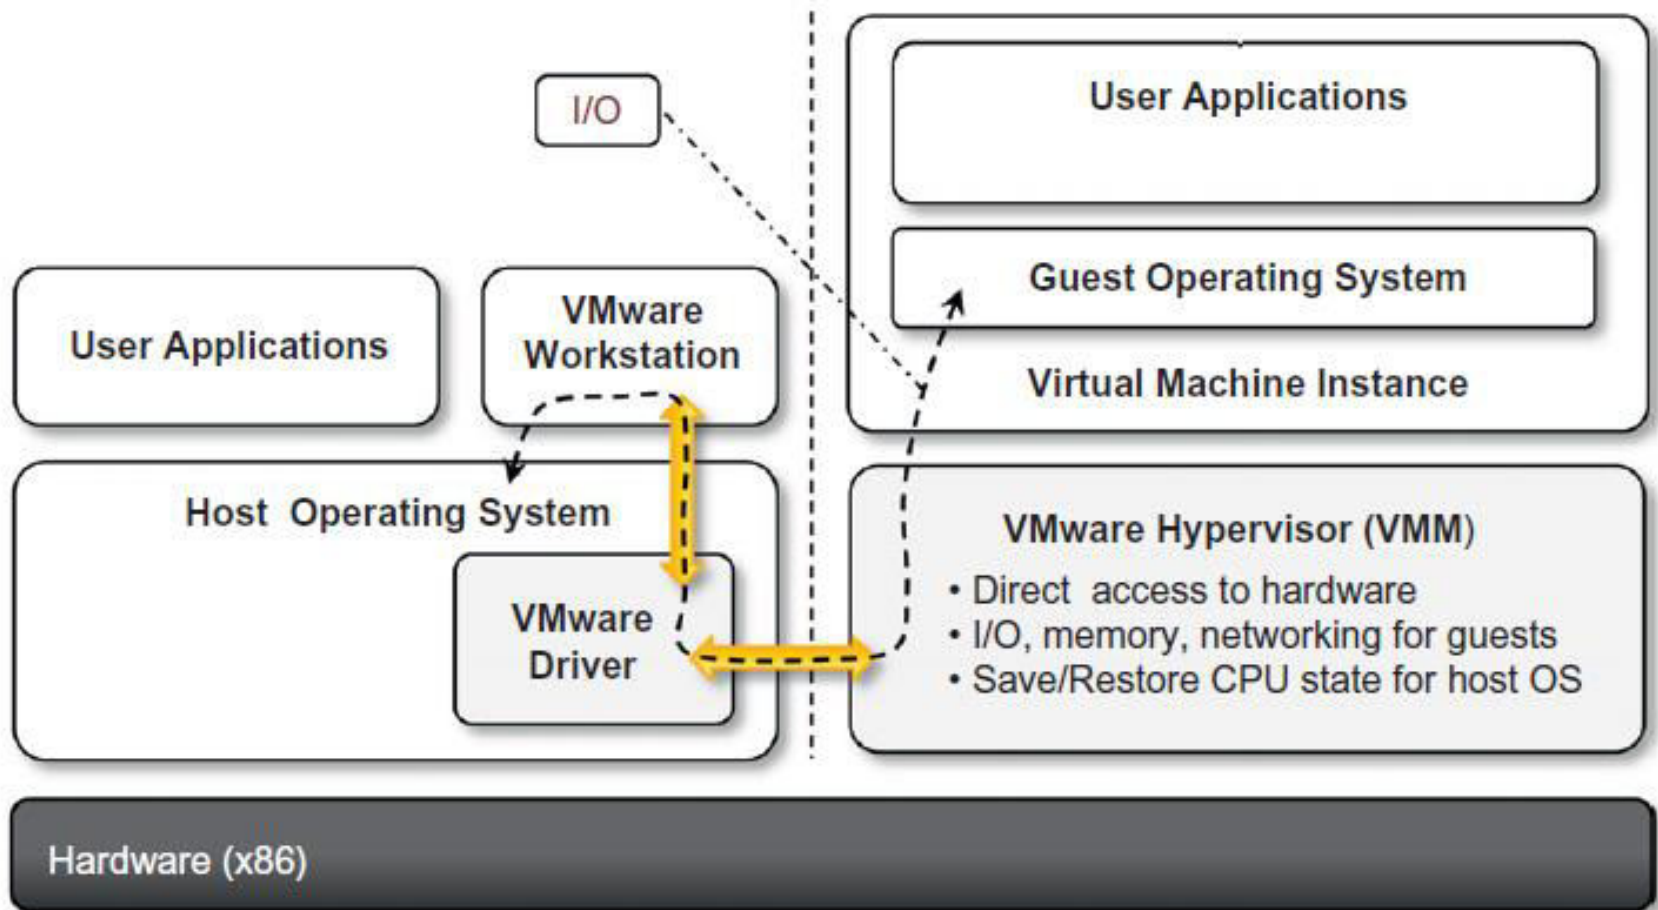 I/O
User Applications
VMware
Workstation
Host Operating System
VMware
Driver
User Applications
Guest Operating System
Virtual Machine Instance
VMware Hypervisor (VMM)
• Direct access to hardware
• I/O, memory, networking for guests
• Save/Restore CPU state for host OS
Hardware (x86)